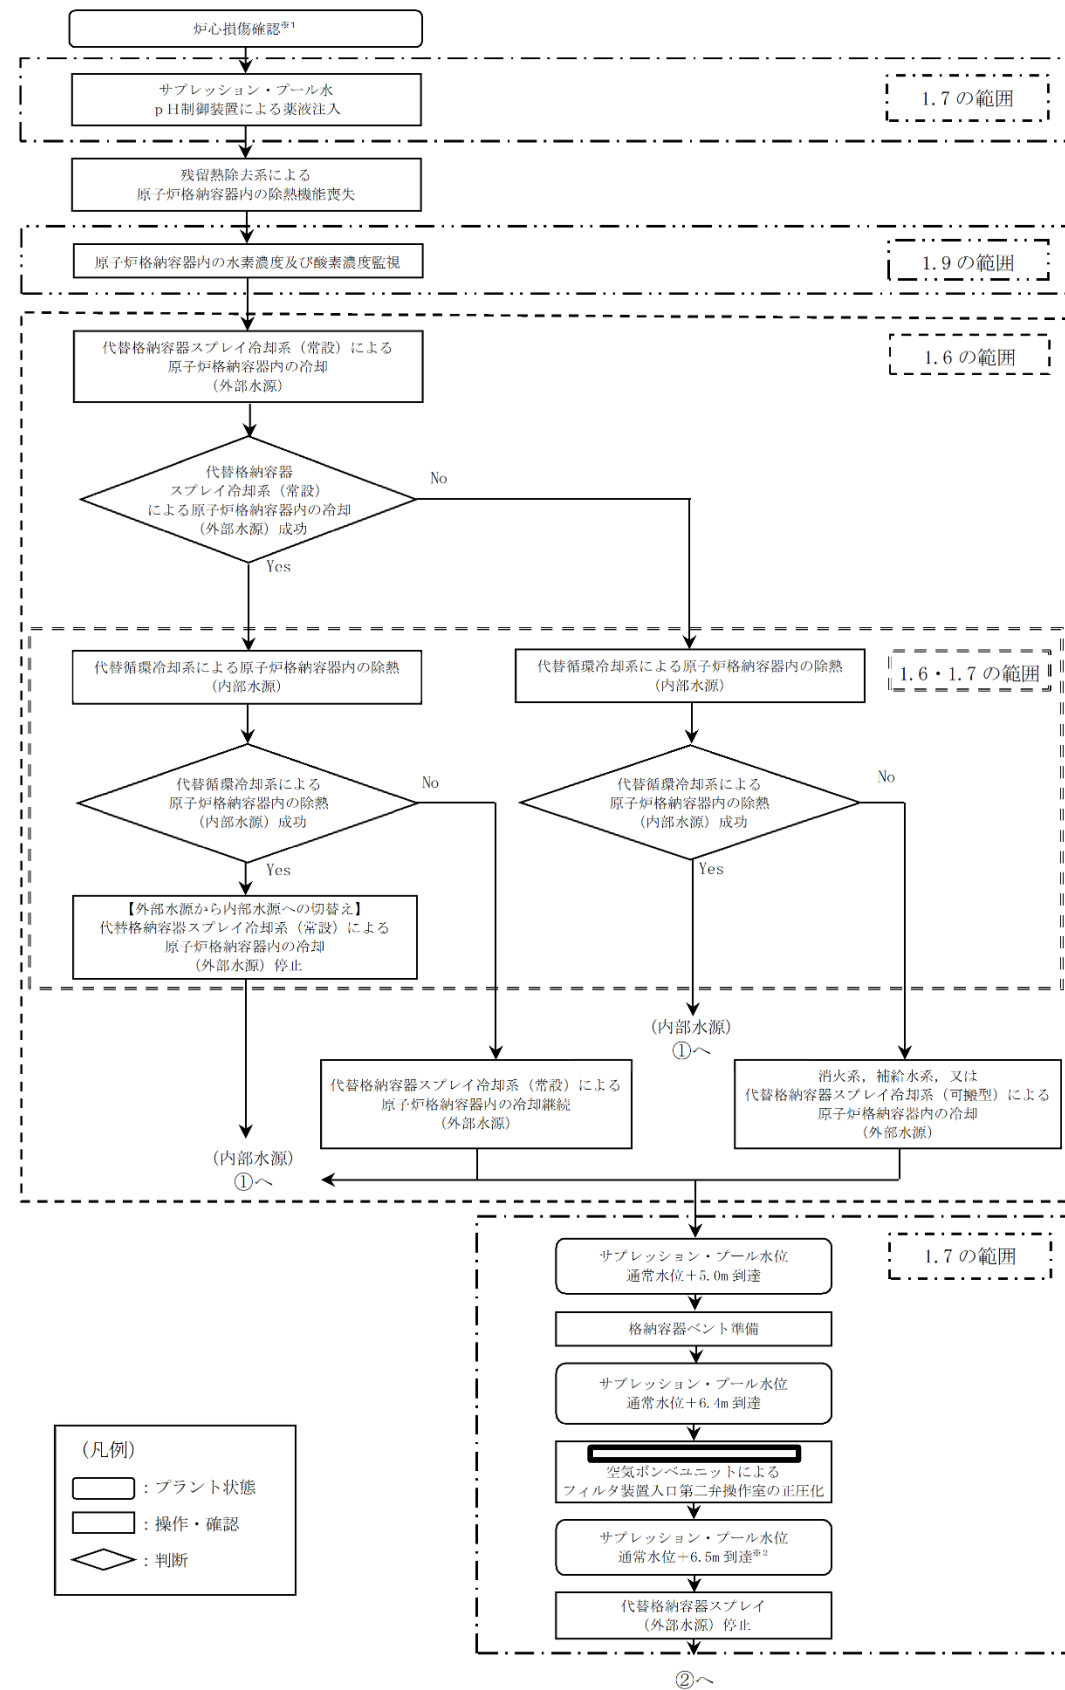 炉心損傷確認※1
サプレッション・プール水
pH制御装置による薬液注入
1.7の範囲
残留熱除去系による
原子炉格納容器内の除熱機能喪失
原子炉格納容器内の水素濃度及び酸素濃度監視
1.9の範囲
代替格納容器スプレイ冷却系(常設)による
原子炉格納容器内の冷却
(外部水源)
1.6の範囲
代替格納容器
スプレイ冷却系(常設)
による原子炉格納容器内の冷却
(外部水源)成功
No
Yes
代替循環冷却系による原子炉格納容器内の除熱
(内部水源)
代替循環冷却系による原子炉格納容器内の除熱
(内部水源)
1.6・1.7の範囲
代替循環冷却系による
原子炉格納容器内の除熱
(内部水源)成功
No
Yes
代替循環冷却系による
原子炉格納容器内の除熱
(内部水源)成功
No
Yes
【外部水源から内部水源への切替え】
代替格納容器スプレイ冷却系(常設)による
原子炉格納容器内の冷却
(外部水源)停止
(内部水源)
①へ
代替格納容器スプレイ冷却系(常設)による
原子炉格納容器内の冷却継続
(外部水源)
消火系,補給水系,又は
代替格納容器スプレイ冷却系(可搬型)による
原子炉格納容器内の冷却
(外部水源)
(内部水源)
①へ
サプレッション・プール水位
通常水位+5.0m到達
1.7の範囲
格納容器ベント準備
サプレッション・プール水位
通常水位+6.4m到達
空気ボンベユニットによる
フィルタ装置入口第二弁操作室の正圧化
サプレッション・プール水位
通常水位+6.5m到達※2
代替格納容器スプレイ
(外部水源)停止
②へ
(凡例)
:プラント状態
:操作・確認
:判断